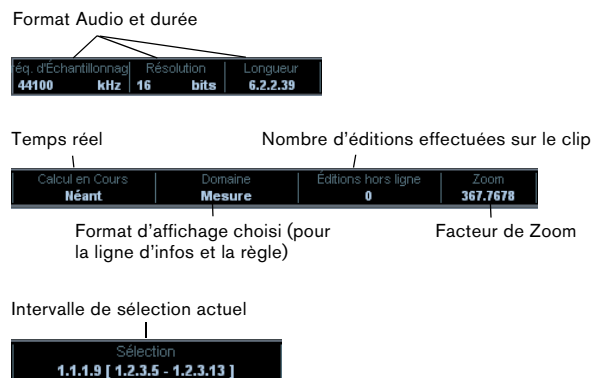 Format Audio et durée
réq. d'Échantillonnag Résolution Longueur
44100 kHz 16 bits 6.2.2.39
Temps réel Nombre d'éditions effectuées sur le clip
Calcul en Cours Domaine Éditions hors ligne Zoom
Néant Mesure 0 367.7678
Format d'affichage choisi (pour
la ligne d'infos et la règle)
Facteur de Zoom
Intervalle de sélection actuel
Sélection
1.1.1.9 [ 1.2.3.5 - 1.2.3.13 ]